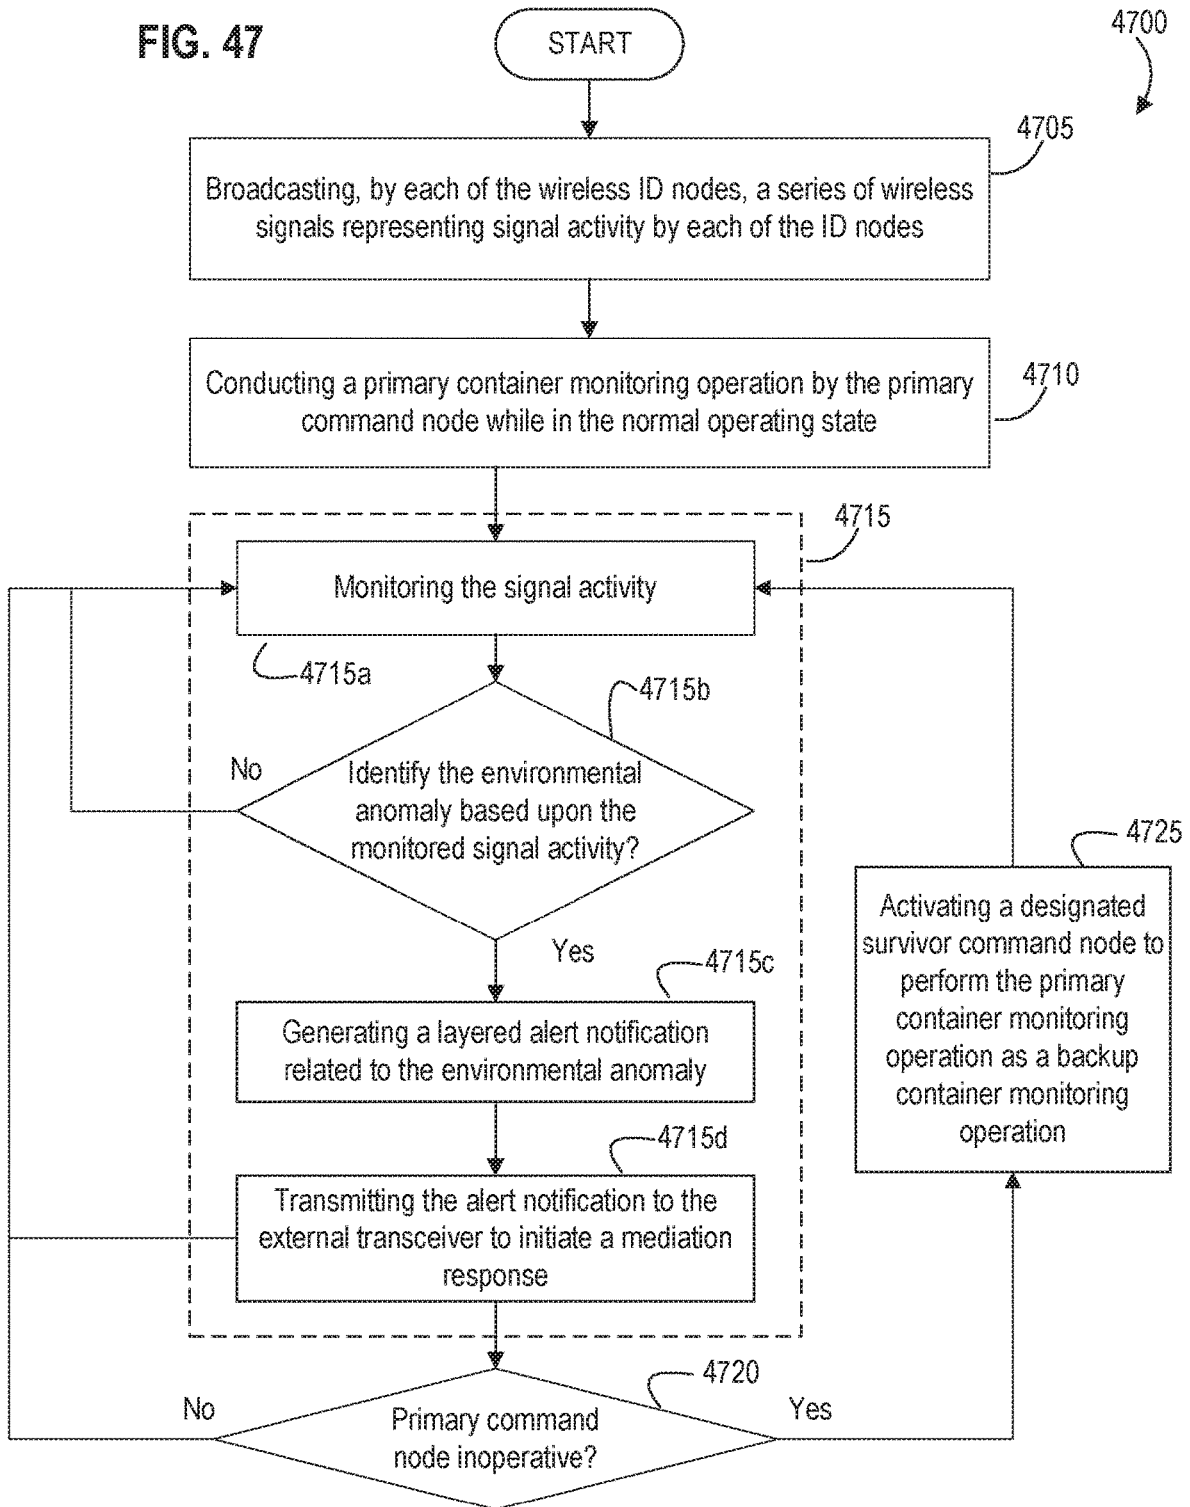 FIG. 47
START
4700
4705
Broadcasting, by each of the wireless ID nodes, a series of wireless
signals representing signal activity by each of the ID nodes
Conducting a primary container monitoring operation by the primary
command node while in the normal operating state
4710
4715
Monitoring the signal activity
4715a
4715b
No
Identify the environmental
anomaly based upon the
monitored signal activity?
Yes
4715c
Generating a layered alert notification
related to the environmental anomaly
4715d
Transmitting the alert notification to the
external transceiver to initiate a mediation
response
4725
Activating a designated
survivor command node to
perform the primary
container monitoring
operation as a backup
container monitoring
operation
4720
No
Primary command
node inoperative?
Yes